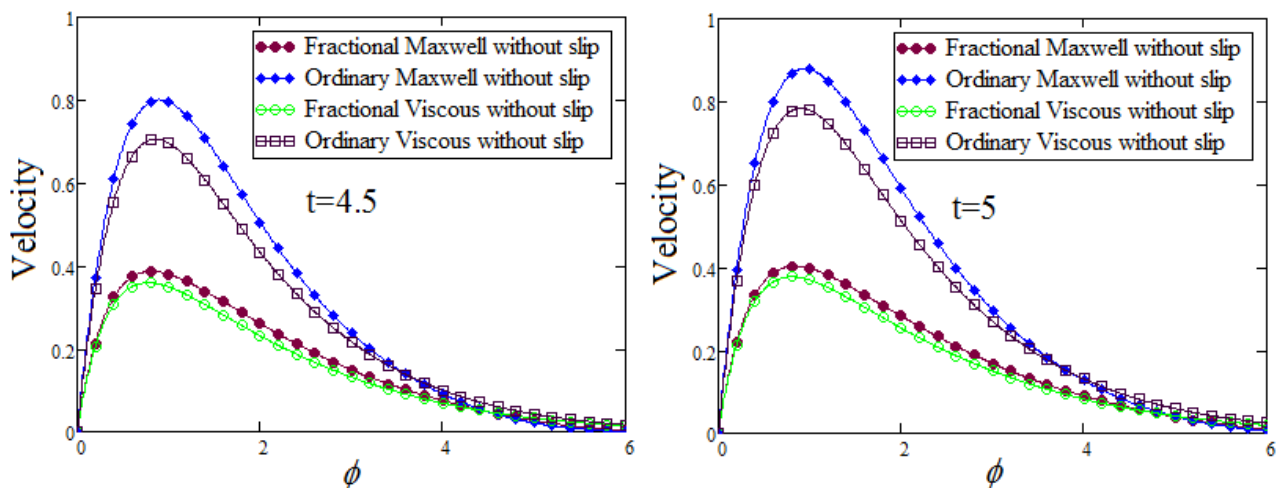 1
0.8
0.6
0.4
0.2
0
Velocity
Fractional Maxwell without slip
Ordinary Maxwell without slip
Fractional Viscous without slip
Ordinary Viscous without slip
t=4.5
0
2
4
6
ϕ
1
0.8
0.6
0.4
0.2
0
Velocity
Fractional Maxwell without slip
Ordinary Maxwell without slip
Fractional Viscous without slip
Ordinary Viscous without slip
t=5
0
2
4
6
ϕ